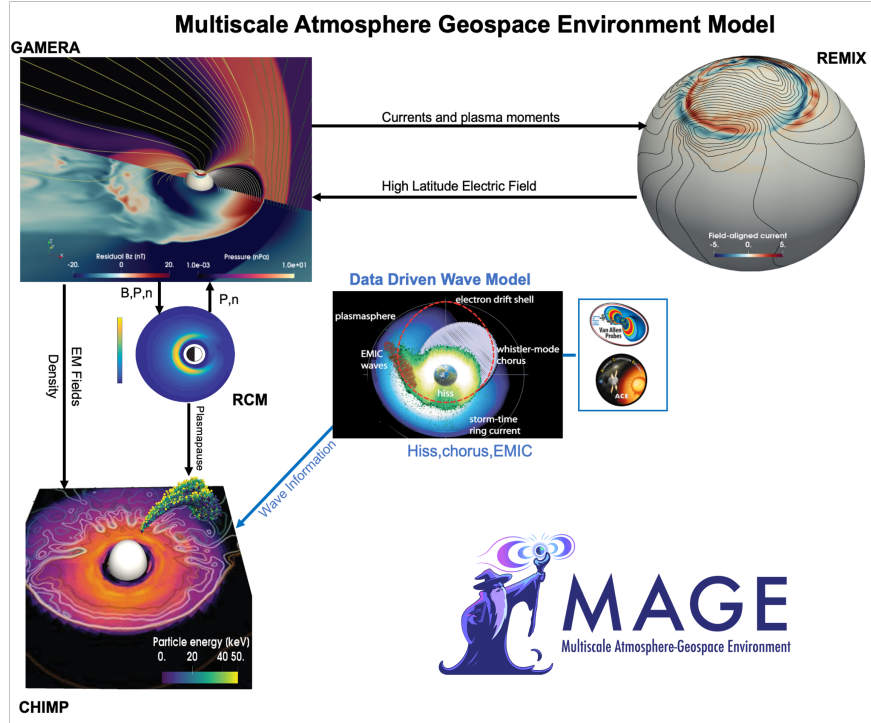 Multiscale Atmosphere Geospace Environment Model
GAMERA
REMIX
Currents and plasma moments
High Latitude Electric Field
Residual Bz (nT)
-20. 0 20.
Pressure (nPa)
1.0e-03 1.0e+01
Field-aligned current
-5. 0. 5.
B,P,n
P,n
EM Fields
Density
RCM
Plasmapause
Data Driven Wave Model
electron drift shell
plasmasphere
EMIC
waves
whistler-mode
chorus
hiss
storm-time
ring current
Hiss,chorus,EMIC
Van Allen
Probes
ACE
Wave Information
Particle energy (keV)
0. 20 40 50.
CHIMP
MAGE
Multiscale Atmosphere-Geospace Environment